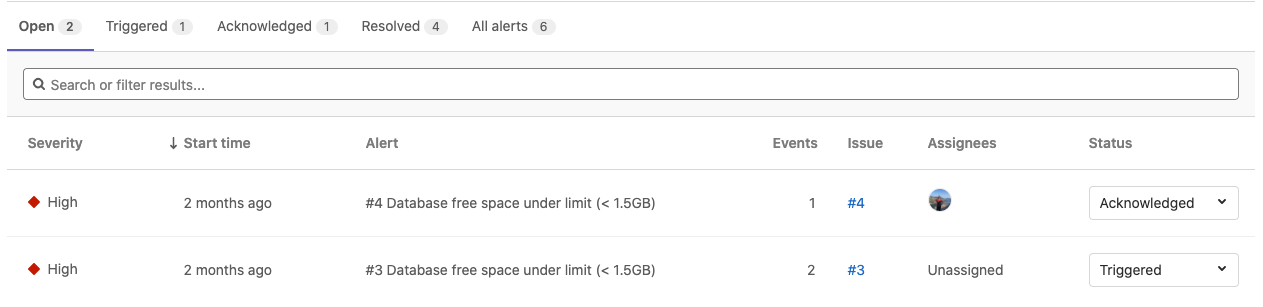 Open 2 Triggered 1 Acknowledged 1 Resolved 4 All alerts 6
Search or filter results...
Severity ↓ Start time Alert Events Issue Assignees Status
High 2 months ago #4 Database free space under limit (< 1.5GB) 1 #4 Acknowledged
High 2 months ago #3 Database free space under limit (< 1.5GB) 2 #3 Unassigned Triggered